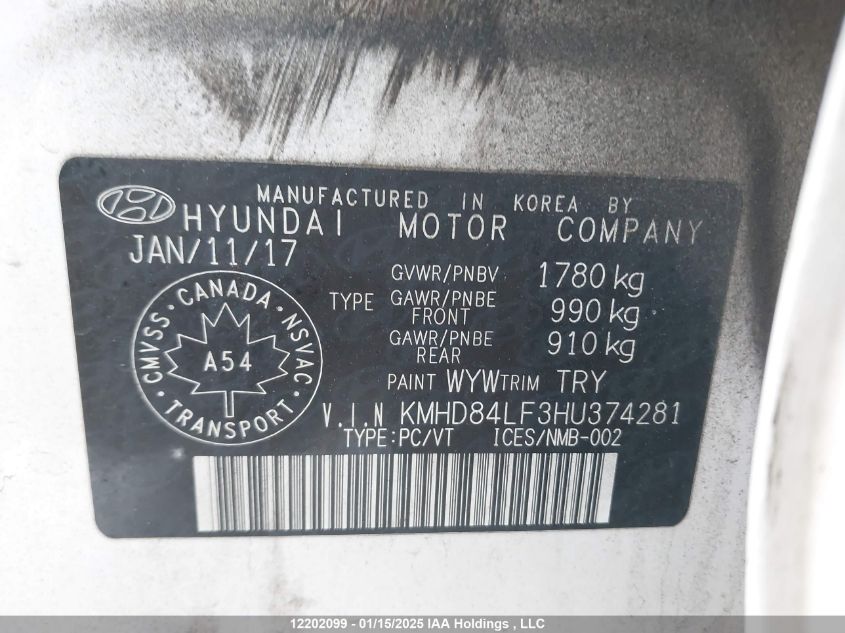 MANUFACTURED IN KOREA BY
HYUNDAI MOTOR COMPANY
JAN/11/17
GVWR/PNBV 1780 kg
TYPE GAWR/PNBE FRONT 990 kg
GAWR/PNBE REAR 910 kg
CMVSS · CANADA · NSVAC
A54
TRANSPORT
PAINT WYW TRIM TRY
V.I.N KMHD84LF3HU374281
TYPE:PC/VT ICES/NMB-002
12202099 - 01/15/2025 IAA Holdings , LLC